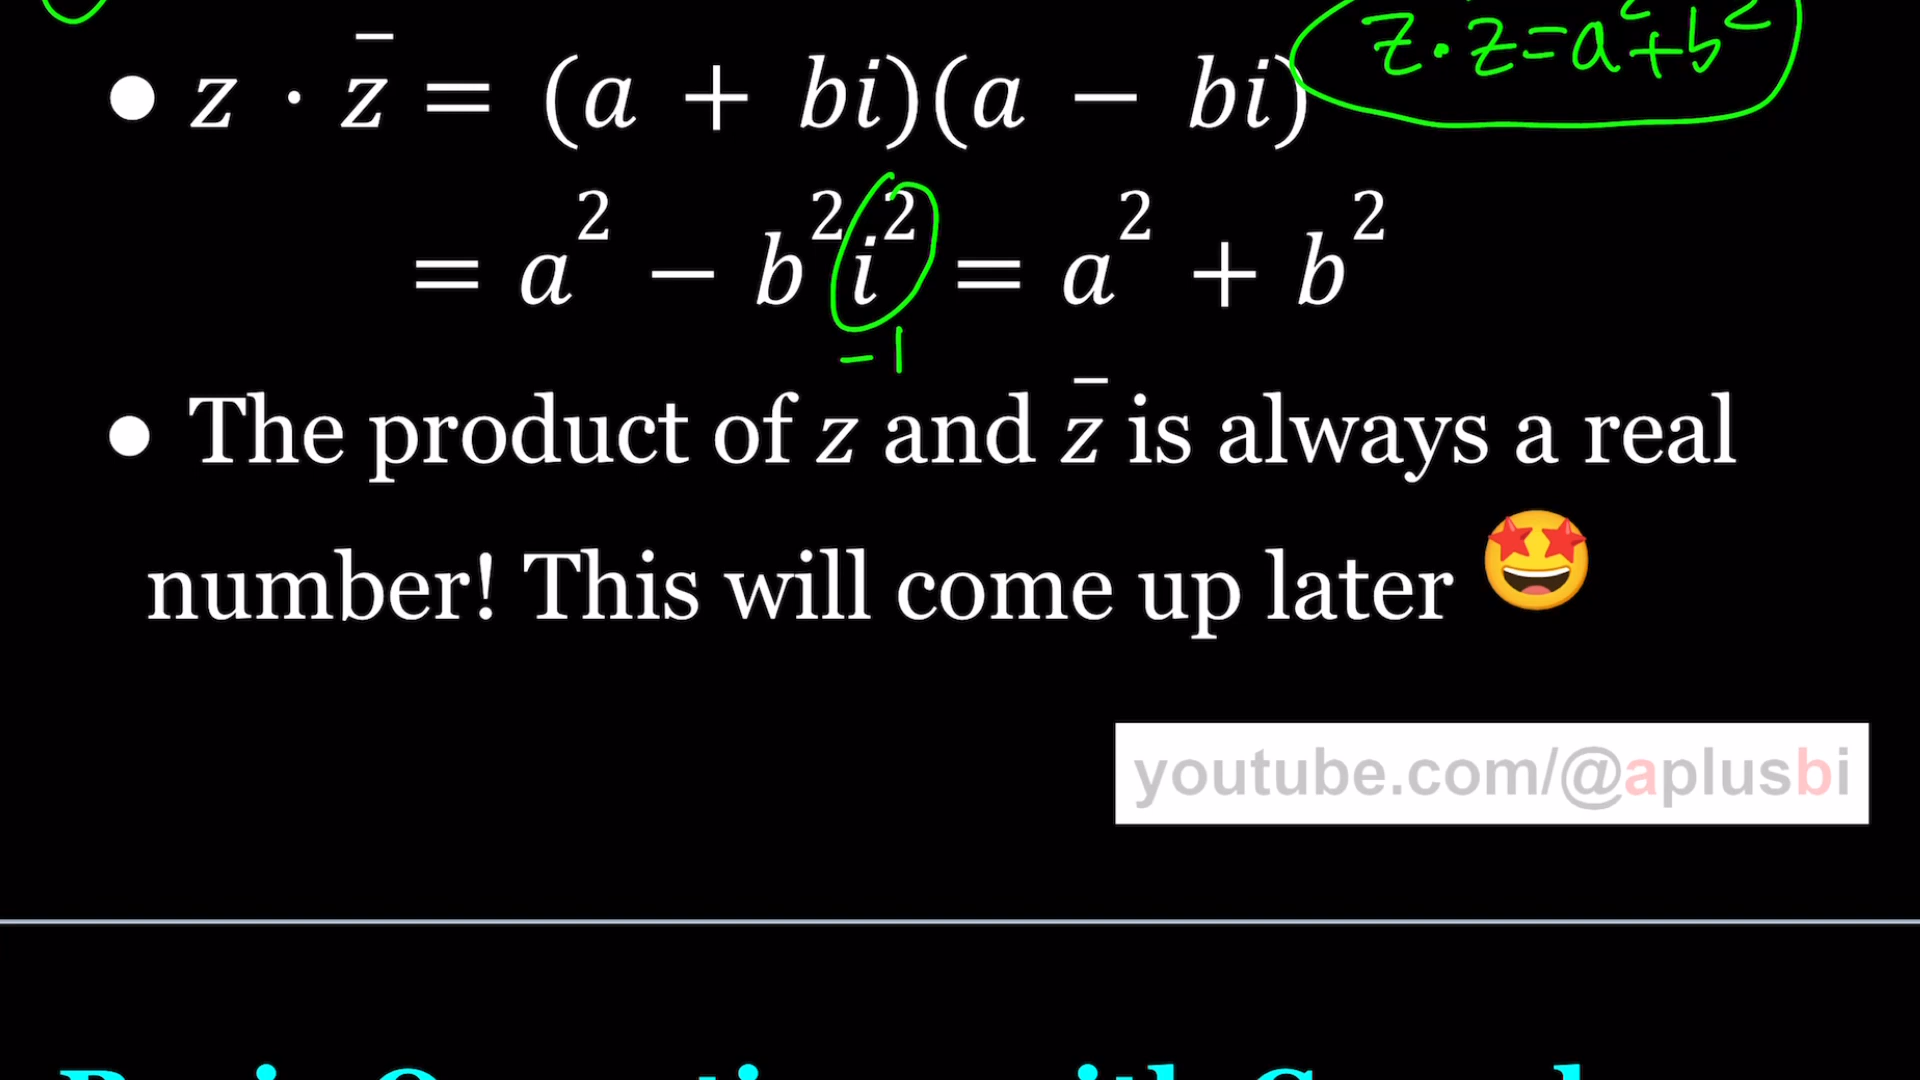 z · z̄ = a² + b²
• z · z̄ = (a + bi)(a − bi)
= a² − b²i² = a² + b²
−1
• The product of z and z̄ is always a real
number! This will come up later 🤩
youtube.com/@aplusbi